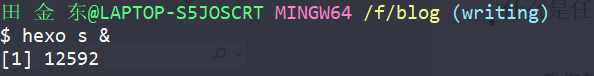 田 金 东@LAPTOP-S5JOSCRT MINGW64 /f/blog (writing)
$ hexo s &
[1] 12592